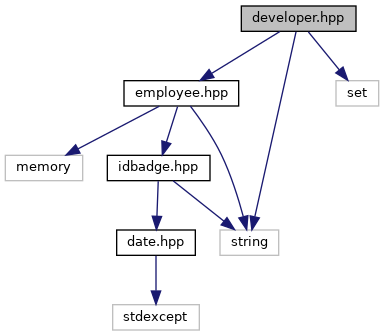 developer.hpp
employee.hpp
set
memory
idbadge.hpp
date.hpp
string
stdexcept